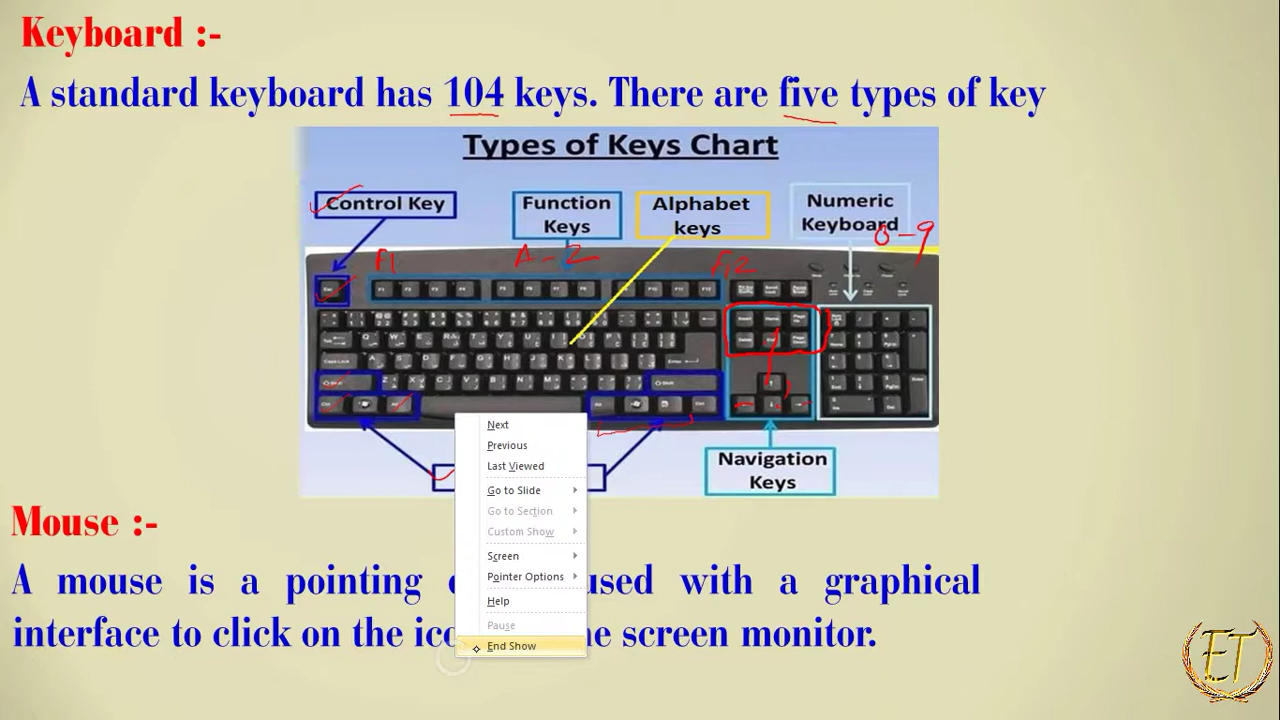 Keyboard :-
A standard keyboard has 104 keys. There are five types of key
Types of Keys Chart
Control Key
Function
Keys
Alphabet
keys
Numeric
Keyboard
0-9
F1
A-Z
F12
Navigation
Keys
Next
Previous
Last Viewed
Go to Slide
Go to Section
Custom Show
Screen
Pointer Options
Help
Pause
End Show
Mouse :-
A mouse is a pointing used with a graphical
interface to click on the screen monitor.
ET